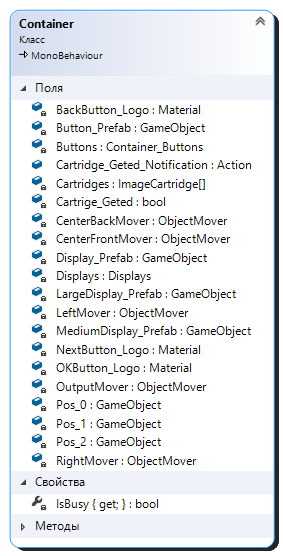 Container
Класс
MonoBehaviour
Поля
BackButton_Logo : Material
Button_Prefab : GameObject
Buttons : Container_Buttons
Cartridge_Geted_Notification : Action
Cartridges : ImageCartridge[]
Cartrige_Geted : bool
CenterBackMover : ObjectMover
CenterFrontMover : ObjectMover
Display_Prefab : GameObject
Displays : Displays
LargeDisplay_Prefab : GameObject
LeftMover : ObjectMover
MediumDisplay_Prefab : GameObject
NextButton_Logo : Material
OKButton_Logo : Material
OutputMover : ObjectMover
Pos_0 : GameObject
Pos_1 : GameObject
Pos_2 : GameObject
RightMover : ObjectMover
Свойства
IsBusy { get; } : bool
Методы